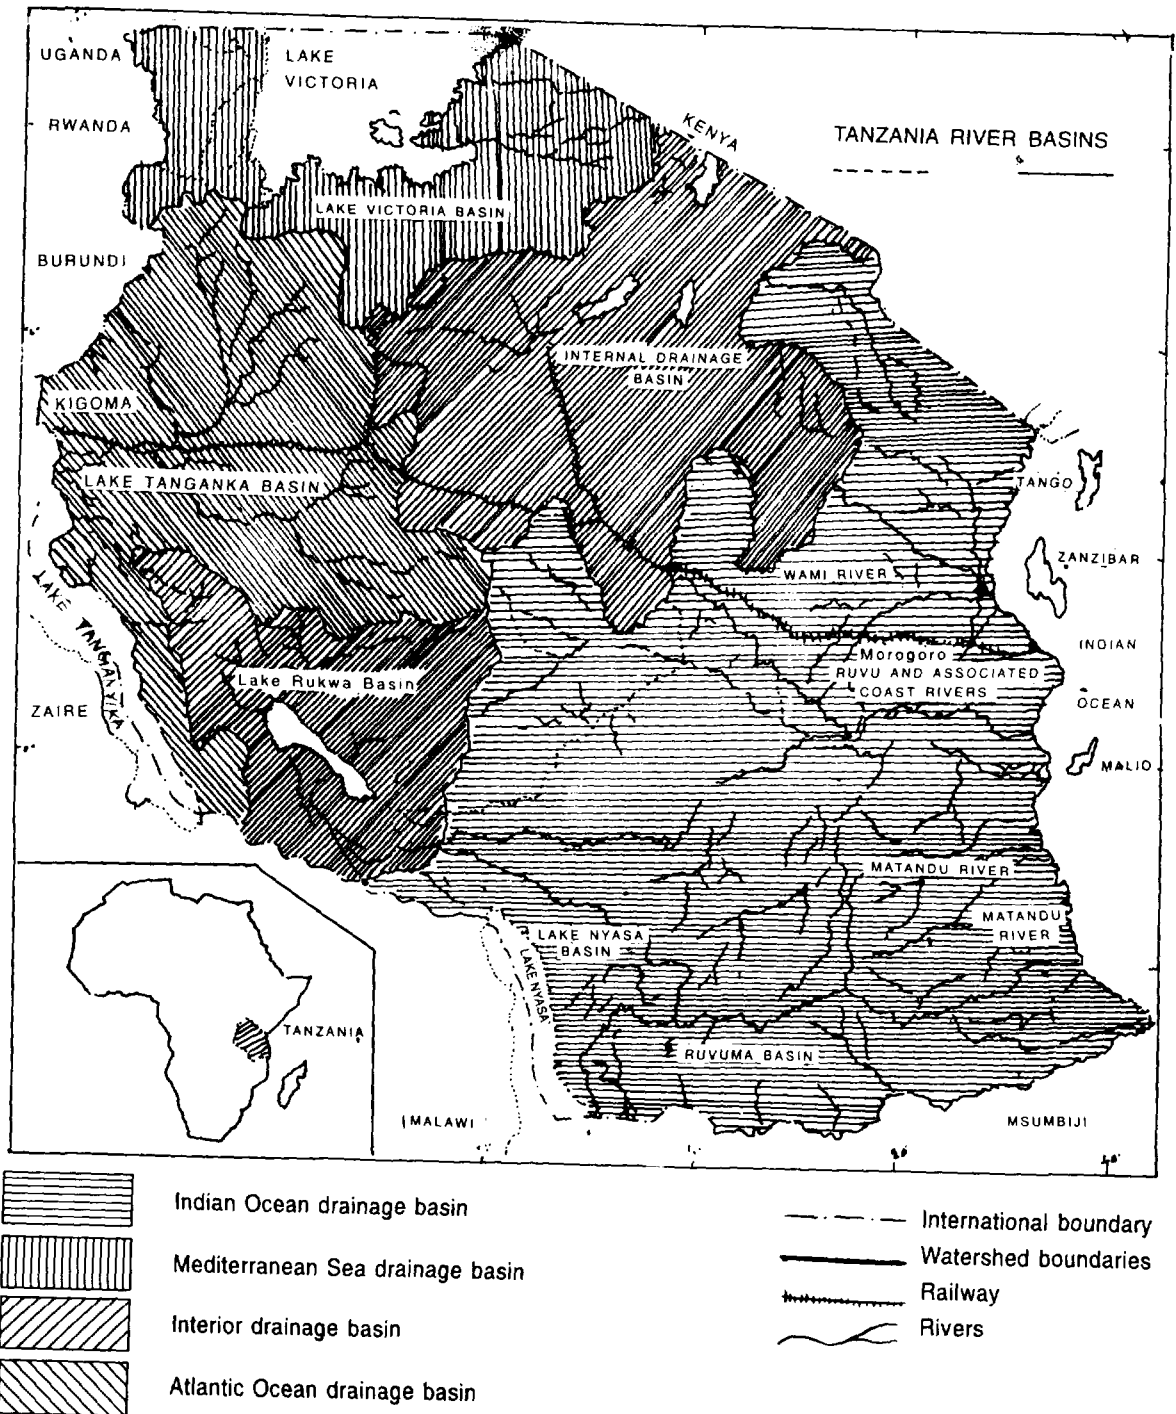 UGANDA
LAKE
VICTORIA
RWANDA
KENYA
TANZANIA RIVER BASINS
LAKE VICTORIA BASIN
BURUNDI
INTERNAL DRAINAGE
BASIN
KIGOMA
LAKE TANGANKA BASIN
TANGO
ZANZIBAR
WAMI RIVER
LAKE TANGANYIKA
INDIAN
OCEAN
Morogoro
RUVU AND ASSOCIATED
COAST RIVERS
Lake Rukwa Basin
ZAIRE
MALIO
MATANDU RIVER
MATANDU
RIVER
LAKE NYASA
BASIN
LAKE NYASA
TANZANIA
RUVUMA BASIN
MALAWI
MSUMBIJI
Indian Ocean drainage basin
Mediterranean Sea drainage basin
Interior drainage basin
Atlantic Ocean drainage basin
International boundary
Watershed boundaries
Railway
Rivers